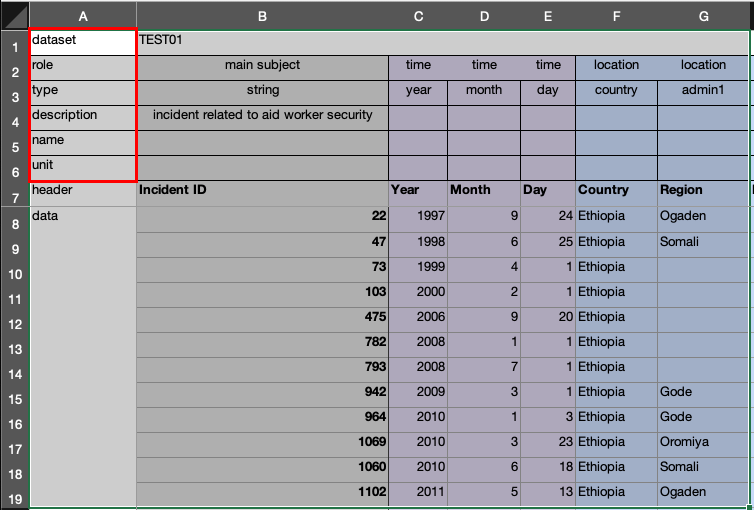 A B C D E F G
1 dataset TEST01
2 role main subject time time time location location
3 type string year month day country admin1
4 description incident related to aid worker security
5 name
6 unit
7 header Incident ID Year Month Day Country Region
8 data 22 1997 9 24 Ethiopia Ogaden
9 47 1998 6 25 Ethiopia Somali
10 73 1999 4 1 Ethiopia
11 103 2000 2 1 Ethiopia
12 475 2006 9 20 Ethiopia
13 782 2008 1 1 Ethiopia
14 793 2008 7 1 Ethiopia
15 942 2009 3 1 Ethiopia Gode
16 964 2010 1 3 Ethiopia Gode
17 1069 2010 3 23 Ethiopia Oromiya
18 1060 2010 6 18 Ethiopia Somali
19 1102 2011 5 13 Ethiopia Ogaden